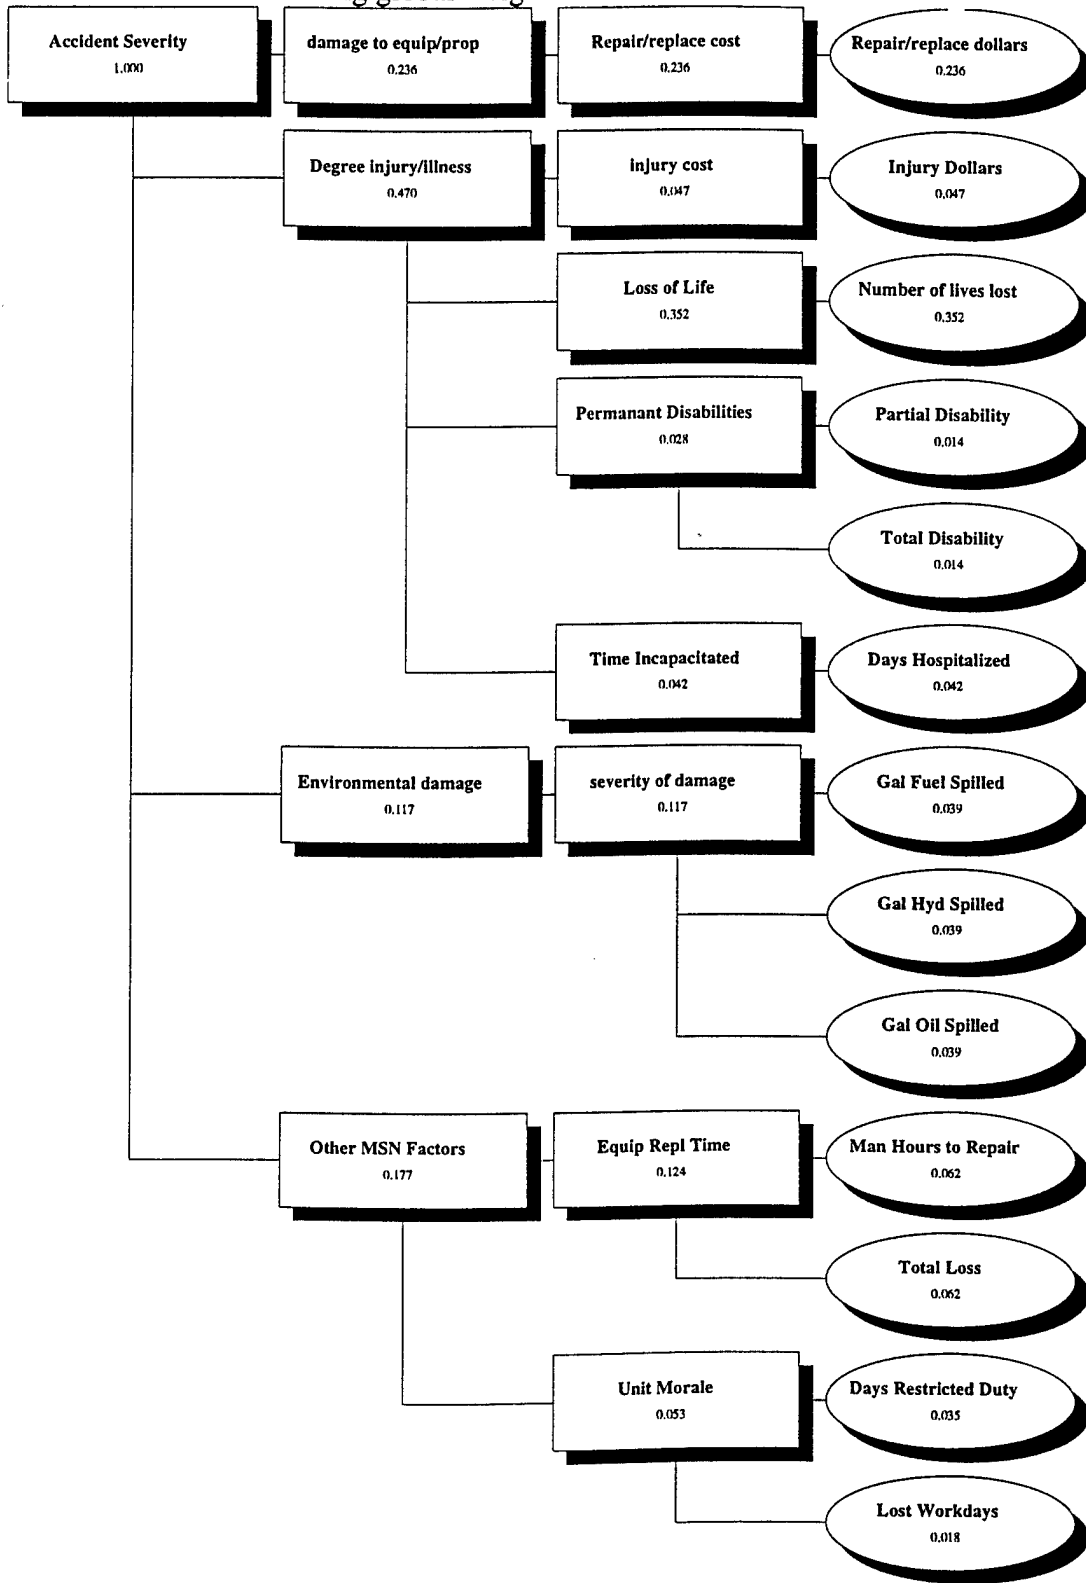 Accident Severity
1.000
damage to equip/prop
0.236
Repair/replace cost
0.236
Repair/replace dollars
0.236
Degree injury/illness
0.470
injury cost
0.047
Injury Dollars
0.047
Loss of Life
0.352
Number of lives lost
0.352
Permanant Disabilities
0.028
Partial Disability
0.014
Total Disability
0.014
Time Incapacitated
0.042
Days Hospitalized
0.042
Environmental damage
0.117
severity of damage
0.117
Gal Fuel Spilled
0.039
Gal Hyd Spilled
0.039
Gal Oil Spilled
0.039
Other MSN Factors
0.177
Equip Repl Time
0.124
Man Hours to Repair
0.062
Total Loss
0.062
Unit Morale
0.053
Days Restricted Duty
0.035
Lost Workdays
0.018